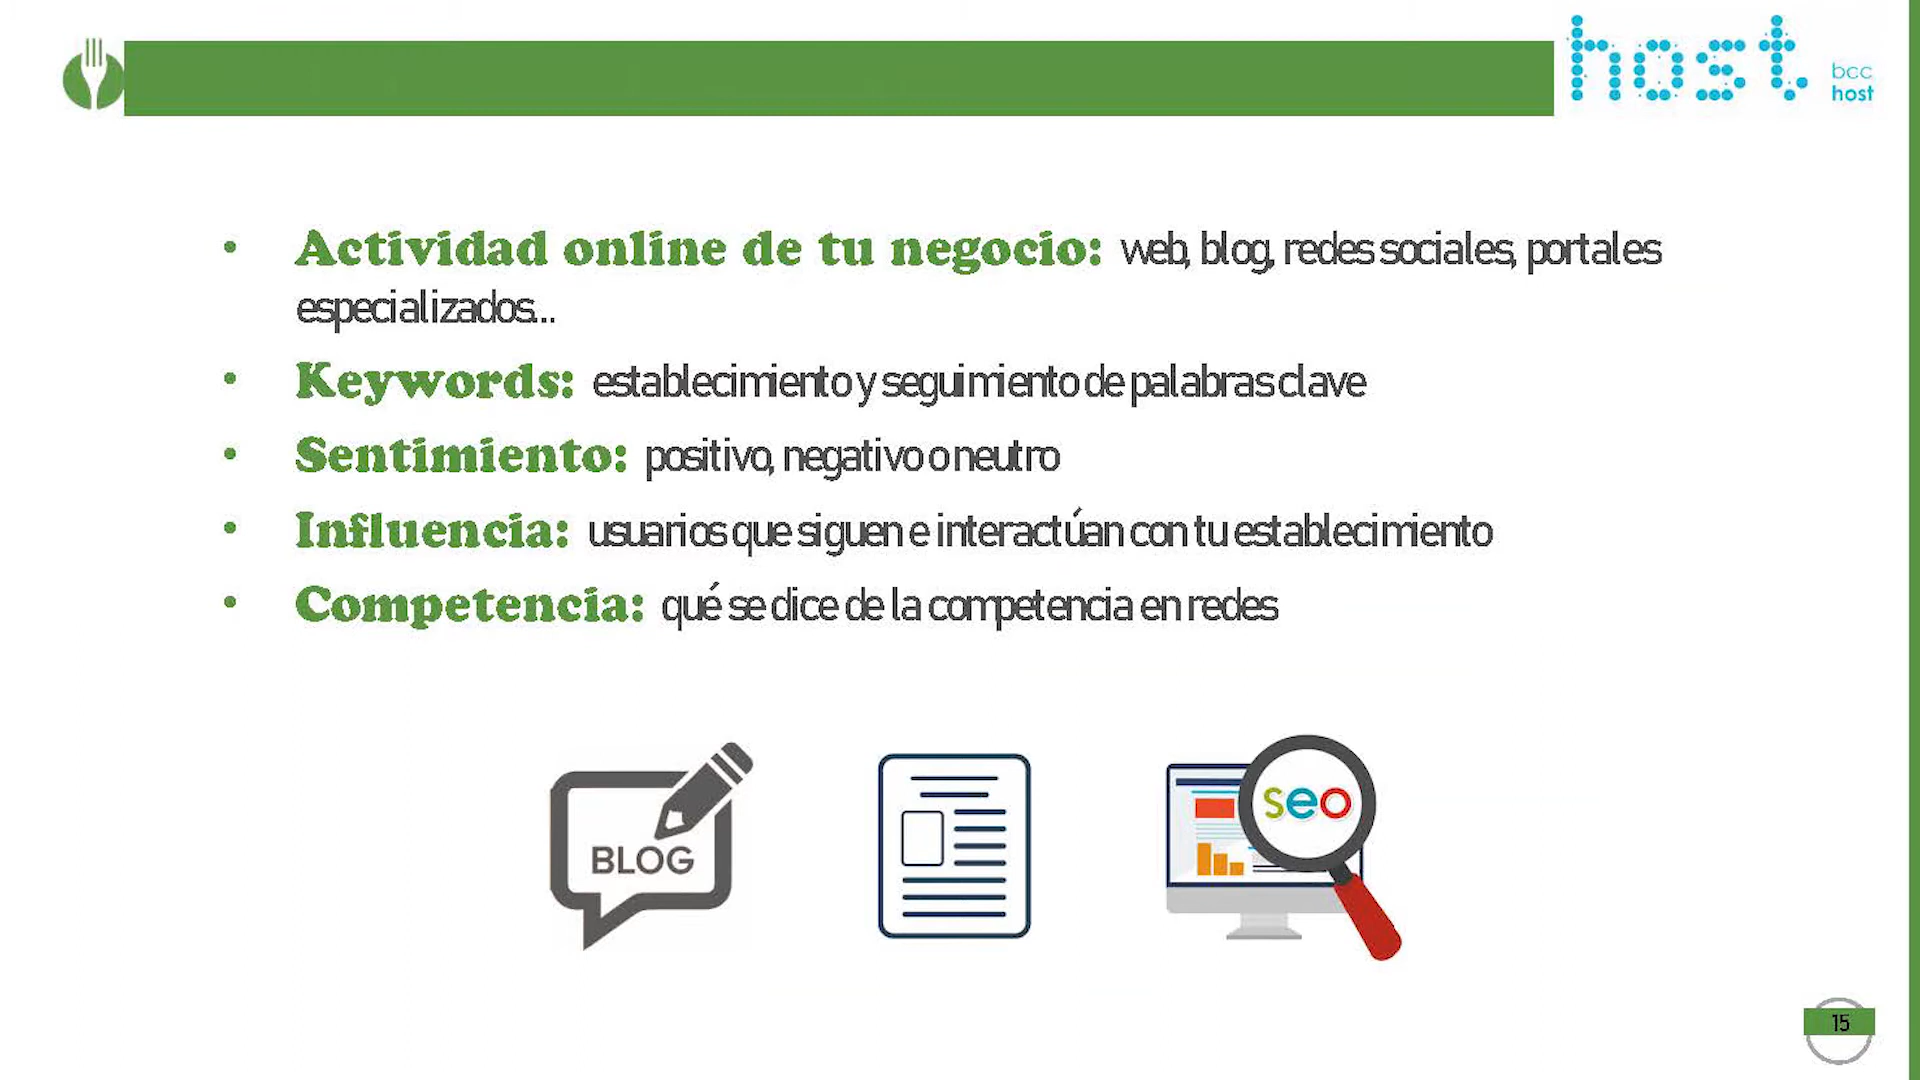 host
bcc
host
• Actividad online de tu negocio: web, blog, redes sociales, portales
especializados...
• Keywords: establecimiento y seguimiento de palabras clave
• Sentimiento: positivo, negativo o neutro
• Influencia: usuarios que siguen e interactúan con tu establecimiento
• Competencia: qué se dice de la competencia en redes
BLOG
seo
15